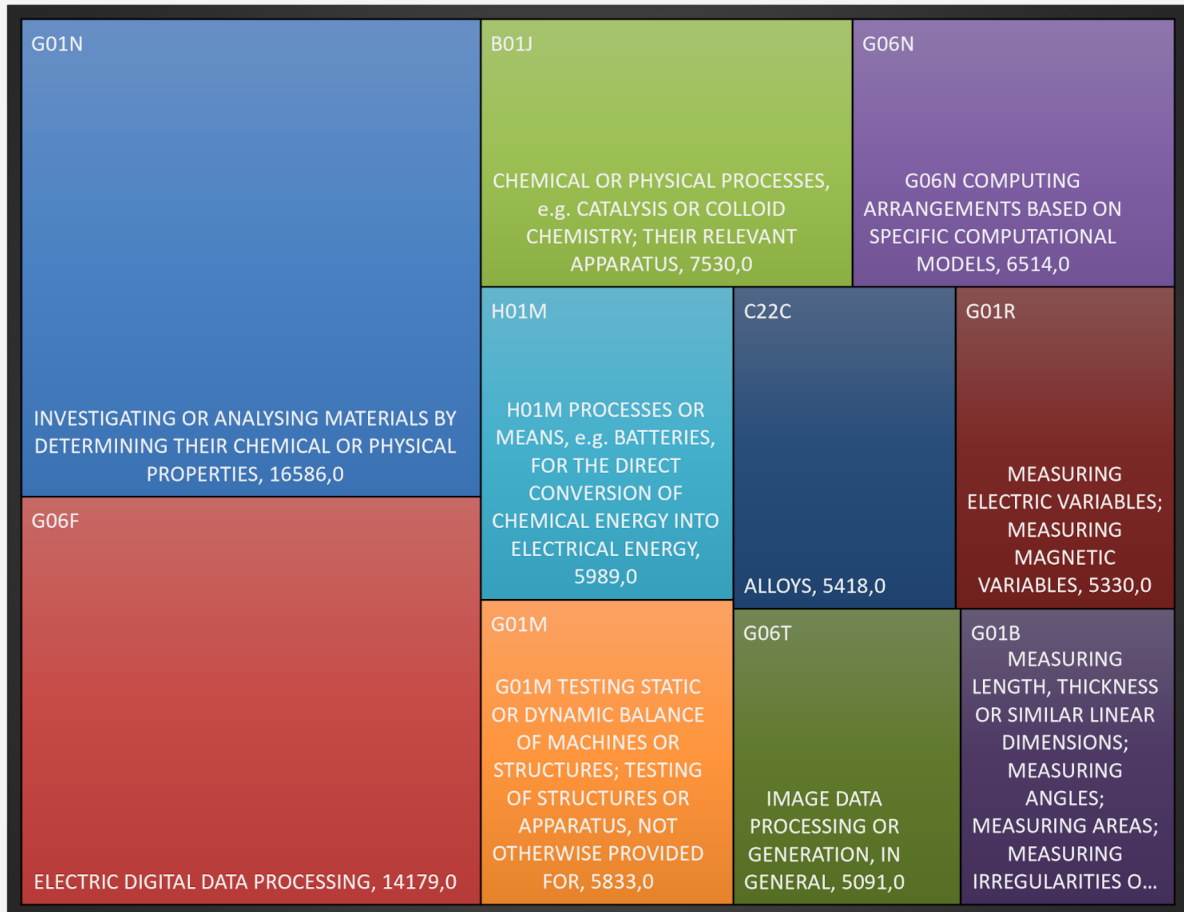 G01N
INVESTIGATING OR ANALYSING MATERIALS BY
DETERMINING THEIR CHEMICAL OR PHYSICAL
PROPERTIES, 16586,0
G06F
ELECTRIC DIGITAL DATA PROCESSING, 14179,0
B01J
CHEMICAL OR PHYSICAL PROCESSES,
e.g. CATALYSIS OR COLLOID
CHEMISTRY; THEIR RELEVANT
APPARATUS, 7530,0
G06N
G06N COMPUTING
ARRANGEMENTS BASED ON
SPECIFIC COMPUTATIONAL
MODELS, 6514,0
H01M
H01M PROCESSES OR
MEANS, e.g. BATTERIES,
FOR THE DIRECT
CONVERSION OF
CHEMICAL ENERGY INTO
ELECTRICAL ENERGY,
5989,0
C22C
ALLOYS, 5418,0
G01R
MEASURING
ELECTRIC VARIABLES;
MEASURING
MAGNETIC
VARIABLES, 5330,0
G01M
G01M TESTING STATIC
OR DYNAMIC BALANCE
OF MACHINES OR
STRUCTURES; TESTING
OF STRUCTURES OR
APPARATUS, NOT
OTHERWISE PROVIDED
FOR, 5833,0
G06T
IMAGE DATA
PROCESSING OR
GENERATION, IN
GENERAL, 5091,0
G01B
MEASURING
LENGTH, THICKNESS
OR SIMILAR LINEAR
DIMENSIONS;
MEASURING
ANGLES;
MEASURING AREAS;
MEASURING
IRREGULARITIES O...